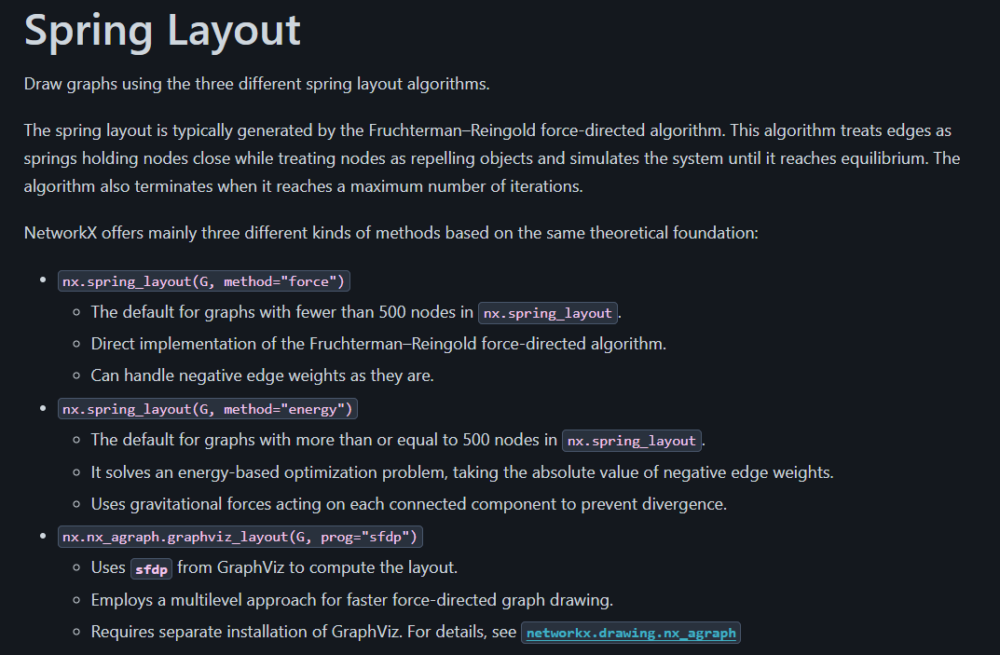 Spring Layout
Draw graphs using the three different spring layout algorithms.
The spring layout is typically generated by the Fruchterman–Reingold force-directed algorithm. This algorithm treats edges as
springs holding nodes close while treating nodes as repelling objects and simulates the system until it reaches equilibrium. The
algorithm also terminates when it reaches a maximum number of iterations.
NetworkX offers mainly three different kinds of methods based on the same theoretical foundation:
• nx.spring_layout(G, method="force")
◦ The default for graphs with fewer than 500 nodes in nx.spring_layout.
◦ Direct implementation of the Fruchterman–Reingold force-directed algorithm.
◦ Can handle negative edge weights as they are.
• nx.spring_layout(G, method="energy")
◦ The default for graphs with more than or equal to 500 nodes in nx.spring_layout.
◦ It solves an energy-based optimization problem, taking the absolute value of negative edge weights.
◦ Uses gravitational forces acting on each connected component to prevent divergence.
• nx.nx_agraph.graphviz_layout(G, prog="sfdp")
◦ Uses sfdp from GraphViz to compute the layout.
◦ Employs a multilevel approach for faster force-directed graph drawing.
◦ Requires separate installation of GraphViz. For details, see networkx.drawing.nx_agraph